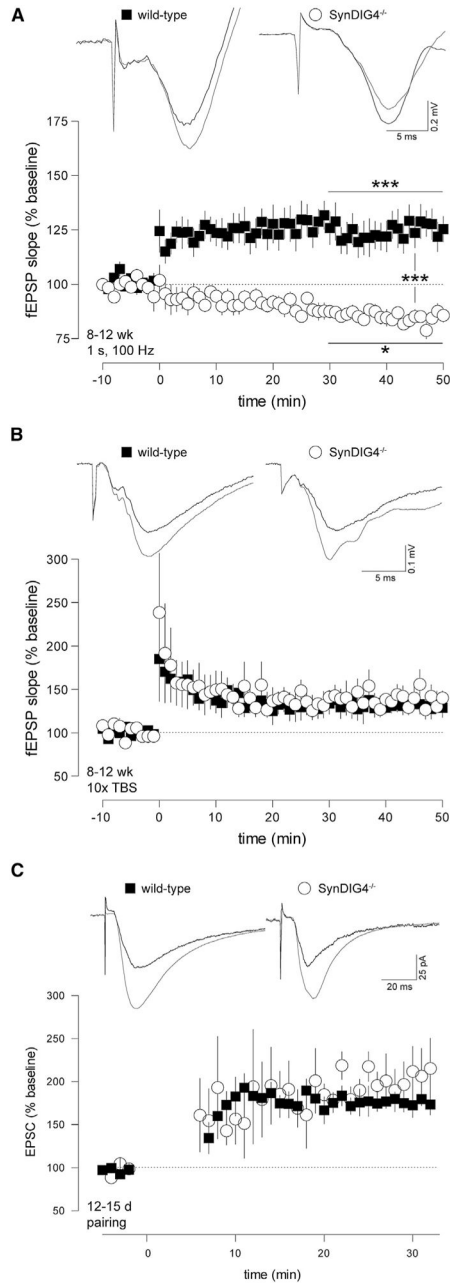 A
■ wild-type ○ SynDIG4⁻/⁻
0.2 mV
5 ms
fEPSP slope (% baseline)
175
150
125
100
75
***
***
*
8-12 wk
1 s, 100 Hz
-10 0 10 20 30 40 50
time (min)
B
■ wild-type ○ SynDIG4⁻/⁻
0.1 mV
5 ms
fEPSP slope (% baseline)
300
250
200
150
100
50
8-12 wk
10x TBS
-10 0 10 20 30 40 50
time (min)
C
■ wild-type ○ SynDIG4⁻/⁻
25 pA
20 ms
EPSC (% baseline)
300
250
200
150
100
50
12-15 d
pairing
0 10 20 30
time (min)